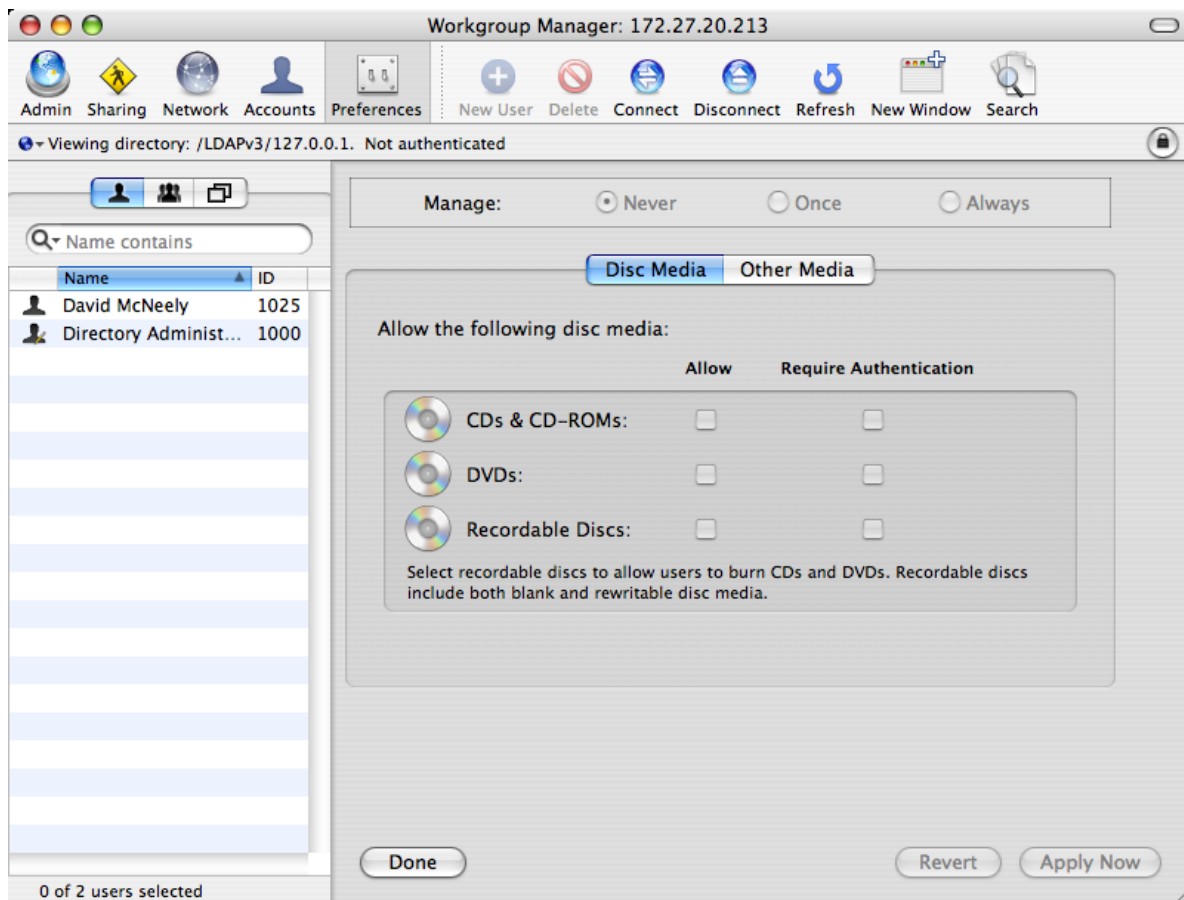 Workgroup Manager: 172.27.20.213
Admin Sharing Network Accounts Preferences New User Delete Connect Disconnect Refresh New Window Search
Viewing directory: /LDAPv3/127.0.0.1. Not authenticated
Name contains
Name ID
David McNeely 1025
Directory Administ... 1000
0 of 2 users selected
Manage: Never Once Always
Disc Media Other Media
Allow the following disc media:
Allow Require Authentication
CDs & CD-ROMs:
DVDs:
Recordable Discs:
Select recordable discs to allow users to burn CDs and DVDs. Recordable discs
include both blank and rewritable disc media.
Done Revert Apply Now